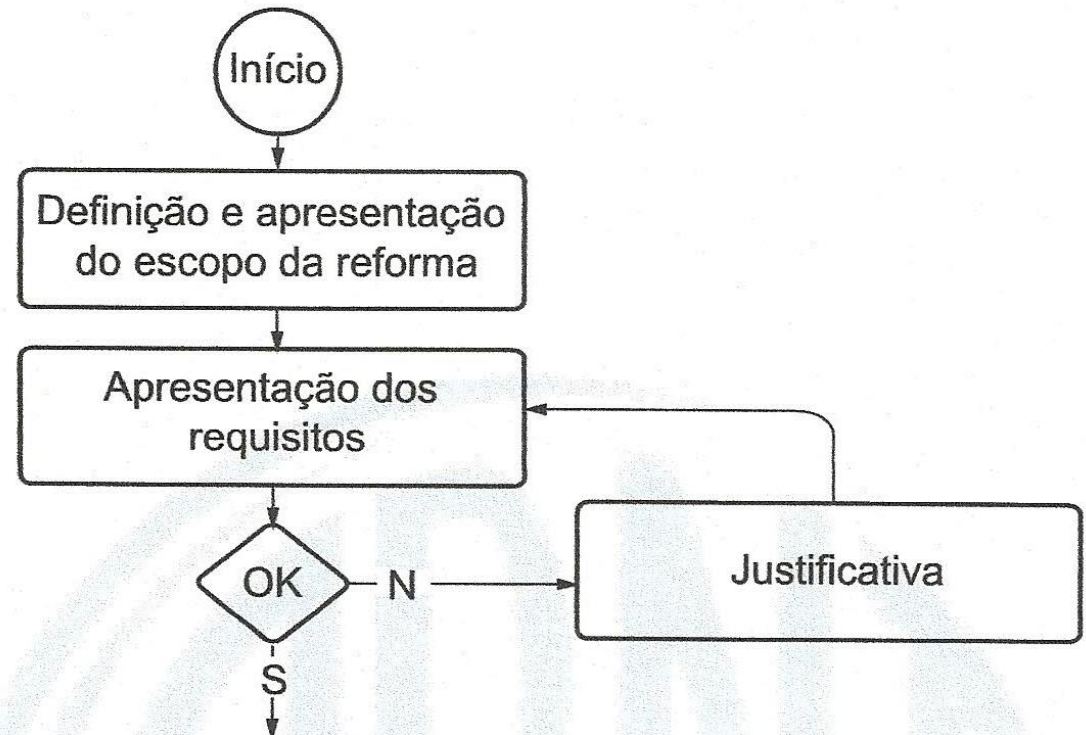 Início
Definição e apresentação
do escopo da reforma
Apresentação dos
requisitos
OK
N
Justificativa
S